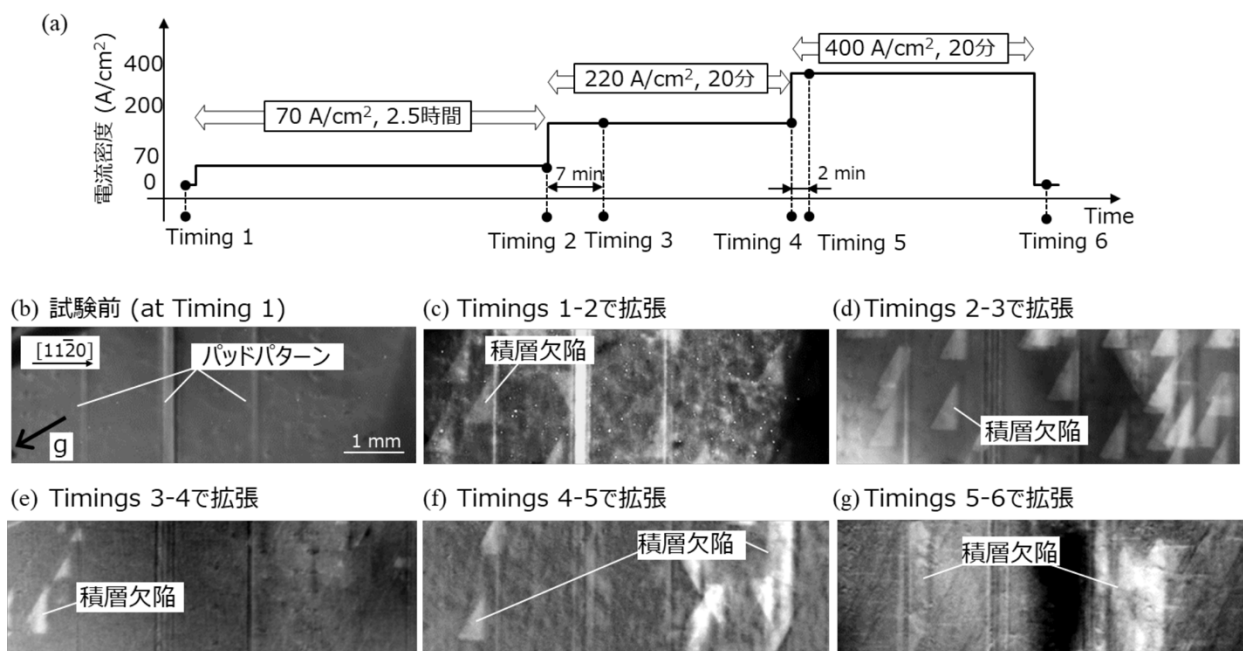 (a)
電流密度 (A/cm²)
400
200
70
0
70 A/cm², 2.5時間
220 A/cm², 20分
400 A/cm², 20分
7 min
2 min
Time
Timing 1
Timing 2
Timing 3
Timing 4
Timing 5
Timing 6
(b) 試験前 (at Timing 1)
[112̄0]
パッドパターン
g
1 mm
(c) Timings 1-2で拡張
積層欠陥
(d) Timings 2-3で拡張
積層欠陥
(e) Timings 3-4で拡張
積層欠陥
(f) Timings 4-5で拡張
積層欠陥
(g) Timings 5-6で拡張
積層欠陥